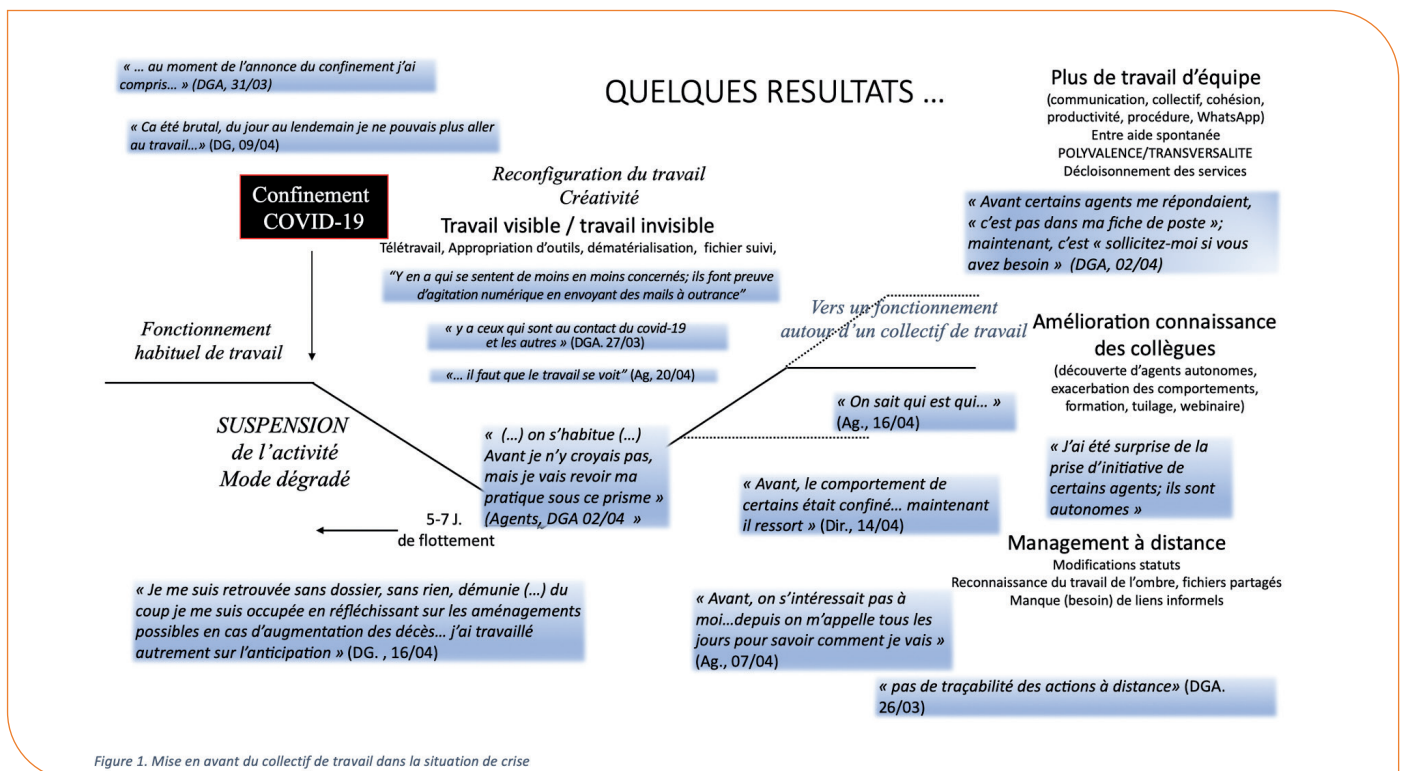 « … au moment de l’annonce du confinement j’ai
compris… » (DGA, 31/03)
« Ca été brutal, du jour au lendemain je ne pouvais plus aller
au travail…» (DG, 09/04)
QUELQUES RESULTATS …
Confinement
COVID-19
Reconfiguration du travail
Créativité
Travail visible / travail invisible
Télétravail, Appropriation d’outils, dématérialisation, fichier suivi,
“Y en a qui se sentent de moins en moins concernés; ils font preuve
d’agitation numérique en envoyant des mails à outrance”
« y a ceux qui sont au contact du covid-19
et les autres » (DGA. 27/03)
«… il faut que le travail se voit” (Ag, 20/04)
Fonctionnement
habituel de travail
SUSPENSION
de l’activité
Mode dégradé
« (…) on s’habitue (…)
Avant je n’y croyais pas,
mais je vais revoir ma
pratique sous ce prisme »
(Agents, DGA 02/04 »
5-7 J.
de flottement
« Je me suis retrouvée sans dossier, sans rien, démunie (…) du
coup je me suis occupée en réfléchissant sur les aménagements
possibles en cas d’augmentation des décès… j’ai travaillé
autrement sur l’anticipation » (DG. , 16/04)
Plus de travail d’équipe
(communication, collectif, cohésion,
productivité, procédure, WhatsApp)
Entre aide spontanée
POLYVALENCE/TRANSVERSALITE
Décloisonnement des services
« Avant certains agents me répondaient,
« c’est pas dans ma fiche de poste »;
maintenant, c’est « sollicitez-moi si vous
avez besoin » (DGA, 02/04)
Vers un fonctionnement
autour d’un collectif de travail
Amélioration connaissance
des collègues
(découverte d’agents autonomes,
exacerbation des comportements,
formation, tuilage, webinaire)
« On sait qui est qui… »
(Ag., 16/04)
« J’ai été surprise de la
prise d’initiative de
certains agents; ils sont
autonomes »
« Avant, le comportement de
certains était confiné… maintenant
il ressort » (Dir., 14/04)
Management à distance
Modifications statuts
Reconnaissance du travail de l’ombre, fichiers partagés
Manque (besoin) de liens informels
« Avant, on s’intéressait pas à
moi…depuis on m’appelle tous les
jours pour savoir comment je vais »
(Ag., 07/04)
« pas de traçabilité des actions à distance» (DGA.
26/03)
Figure 1. Mise en avant du collectif de travail dans la situation de crise